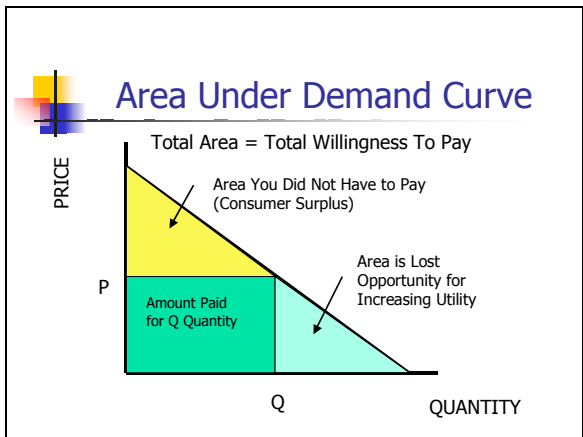 Area Under Demand Curve
Total Area = Total Willingness To Pay
PRICE
Area You Did Not Have to Pay
(Consumer Surplus)
Area is Lost
Opportunity for
Increasing Utility
P
Amount Paid
for Q Quantity
Q
QUANTITY